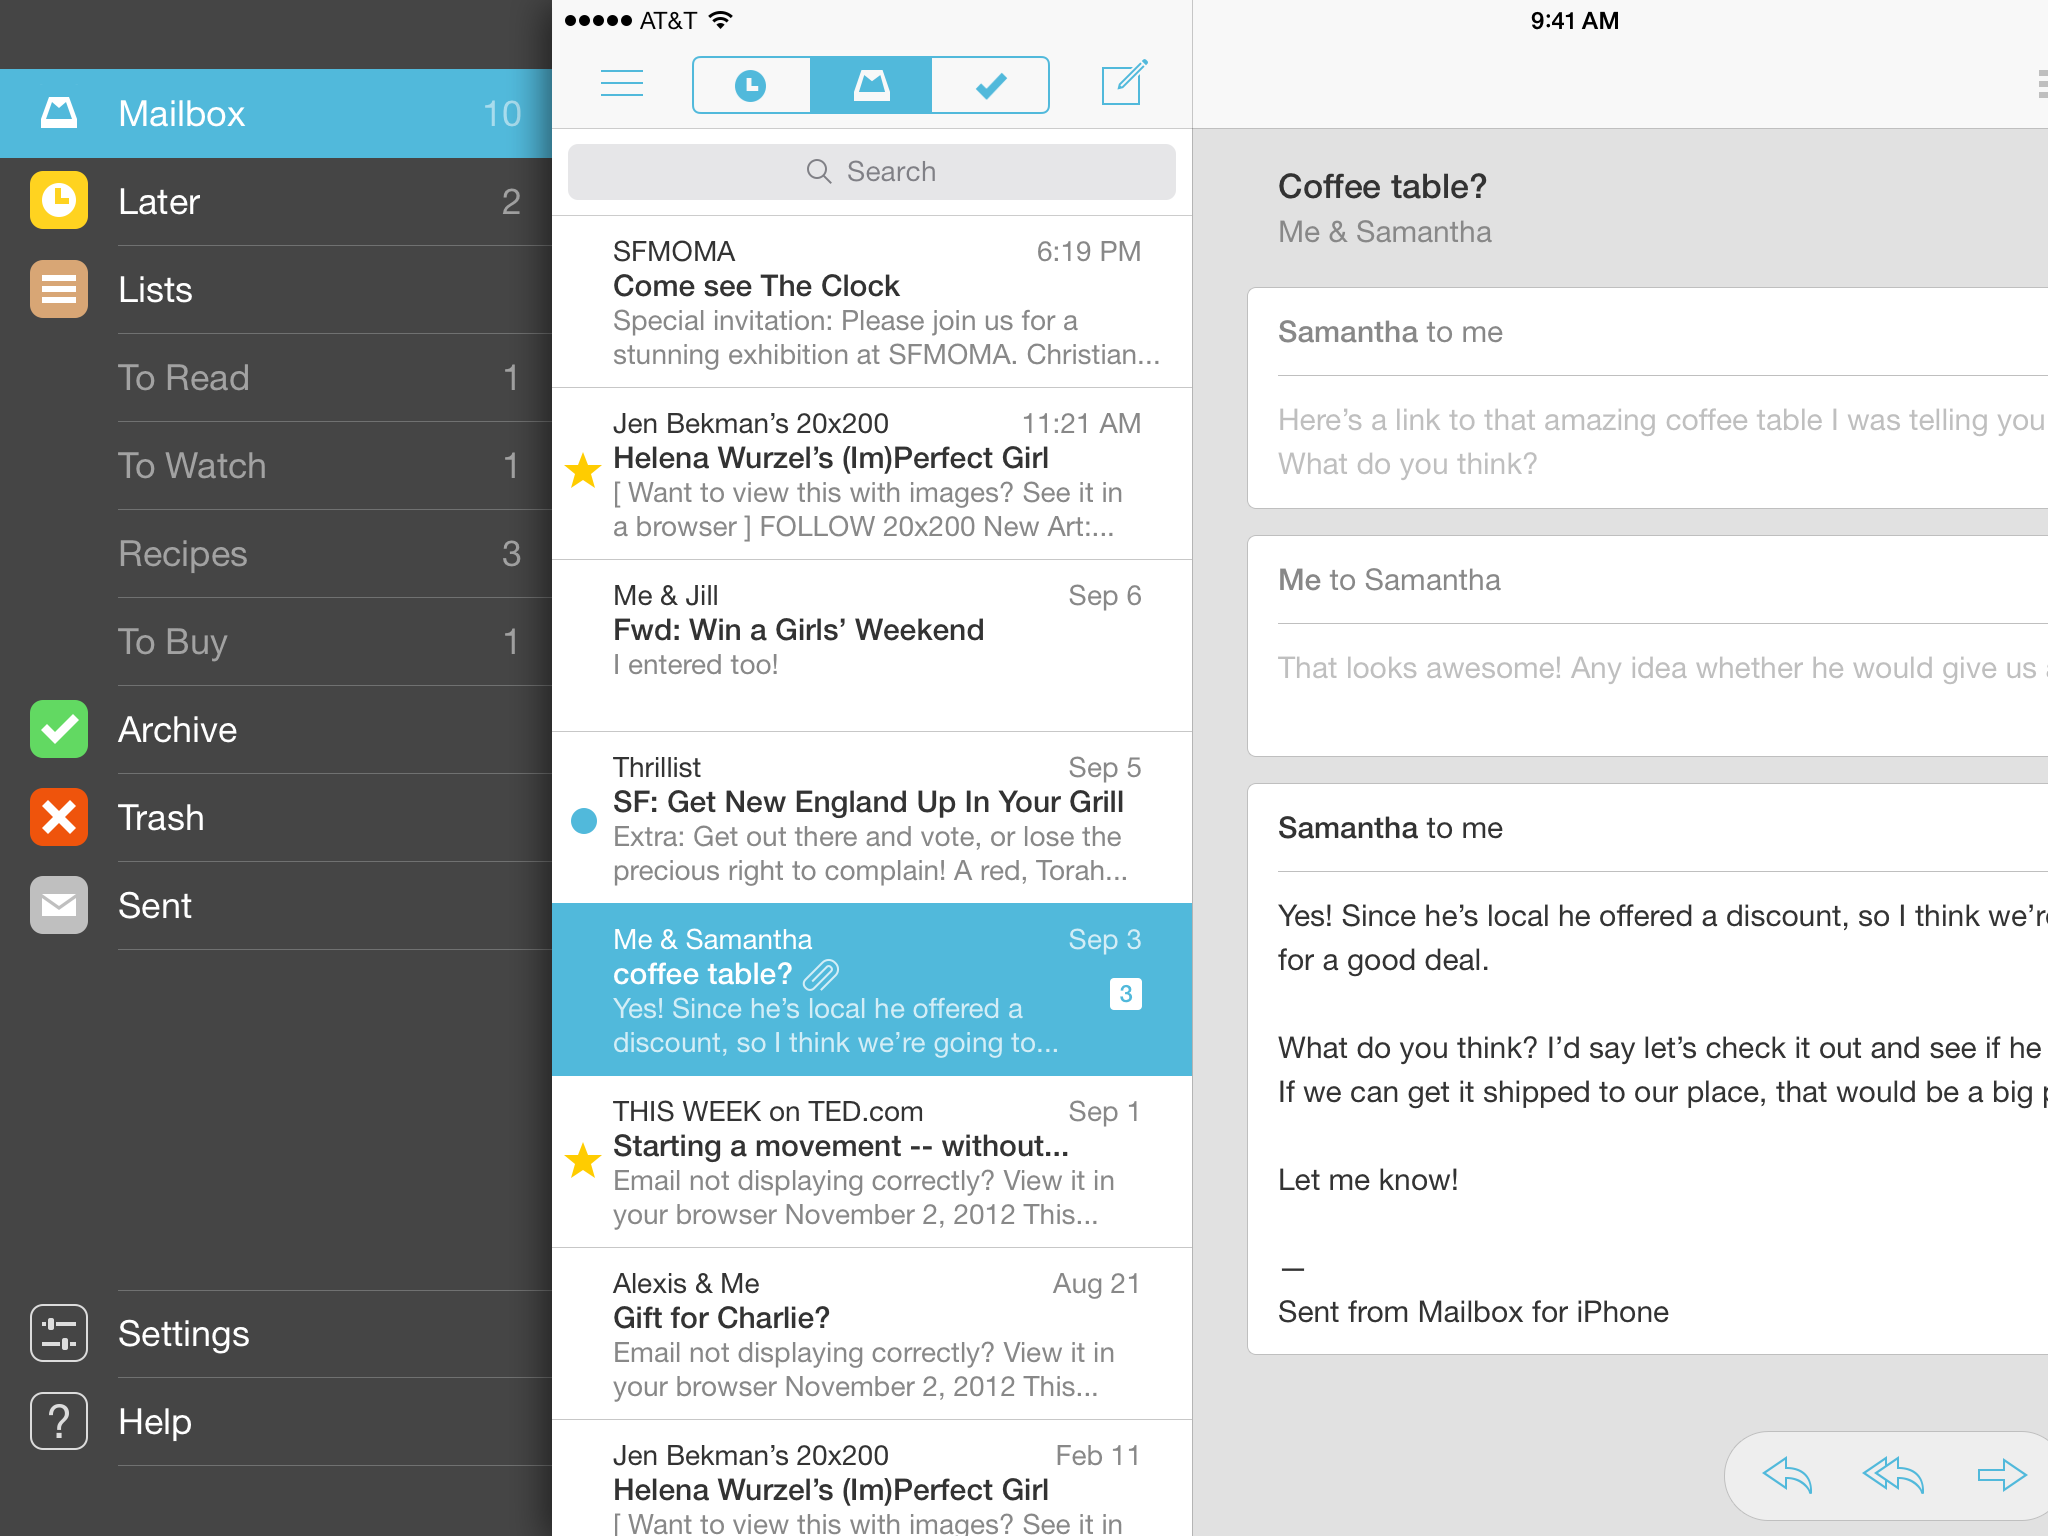 AT&T
9:41 AM
Mailbox 10
Later 2
Lists
To Read 1
To Watch 1
Recipes 3
To Buy 1
Archive
Trash
Sent
Settings
? Help
Search
SFMOMA 6:19 PM
Come see The Clock
Special invitation: Please join us for a
stunning exhibition at SFMOMA. Christian...
Jen Bekman’s 20x200 11:21 AM
Helena Wurzel’s (Im)Perfect Girl
[ Want to view this with images? See it in
a browser ] FOLLOW 20x200 New Art:...
Me & Jill Sep 6
Fwd: Win a Girls’ Weekend
I entered too!
Thrillist Sep 5
SF: Get New England Up In Your Grill
Extra: Get out there and vote, or lose the
precious right to complain! A red, Torah...
Me & Samantha Sep 3
coffee table? 3
Yes! Since he’s local he offered a
discount, so I think we’re going to...
THIS WEEK on TED.com Sep 1
Starting a movement -- without...
Email not displaying correctly? View it in
your browser November 2, 2012 This...
Alexis & Me Aug 21
Gift for Charlie?
Email not displaying correctly? View it in
your browser November 2, 2012 This...
Jen Bekman’s 20x200 Feb 11
Helena Wurzel’s (Im)Perfect Girl
[ Want to view this with images? See it in
Coffee table?
Me & Samantha
Samantha to me
Here’s a link to that amazing coffee table I was telling you
What do you think?
Me to Samantha
That looks awesome! Any idea whether he would give us
Samantha to me
Yes! Since he’s local he offered a discount, so I think
for a good deal.
What do you think? I’d say let’s check it out and see if he
If we can get it shipped to our place, that would be a big
Let me know!
—
Sent from Mailbox for iPhone